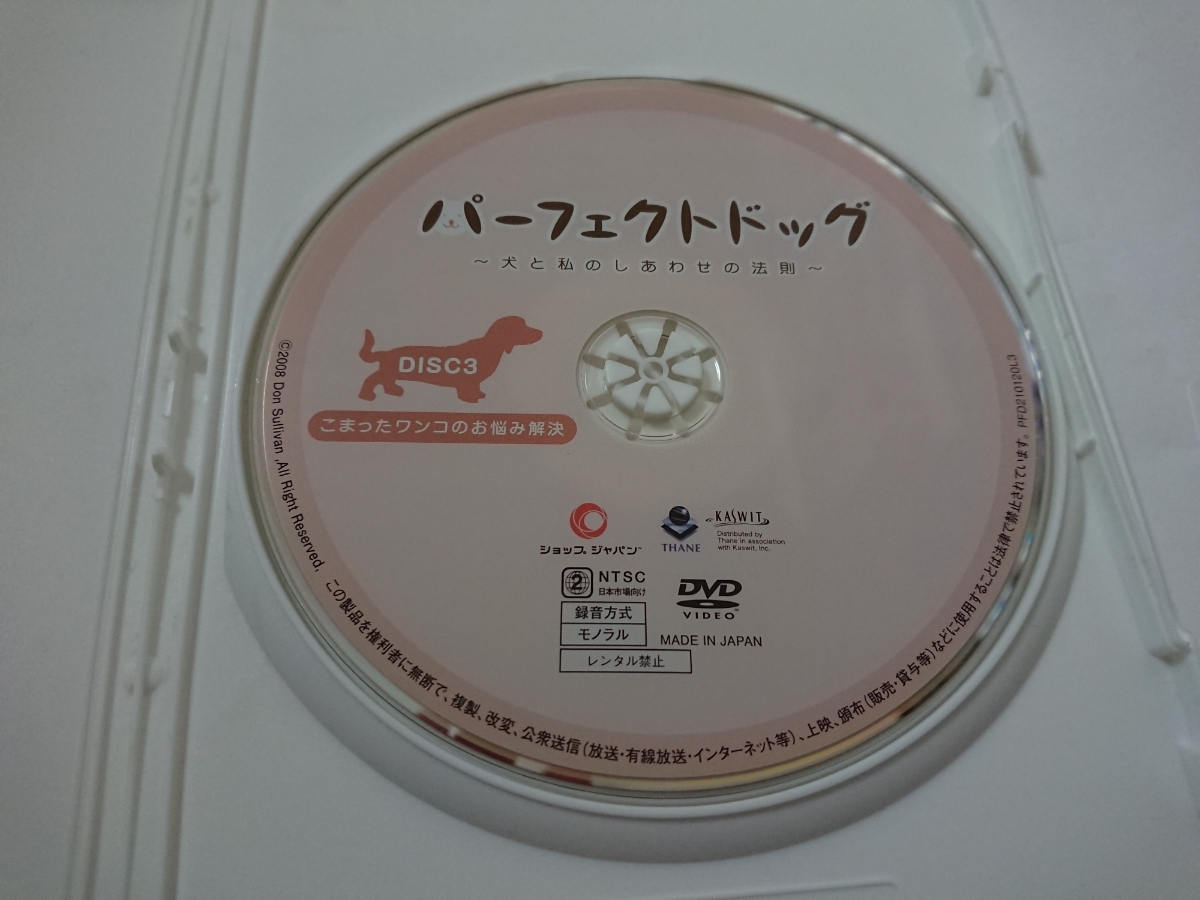 パーフェクトドッグ
～犬と私のしあわせの法則～
DISC3
こまったワンコのお悩み解決
ショップジャパン™
THANE
KASWIT
Distributed by
Thane in association
with Kaswit, Inc.
2
NTSC
日本市場向け
DVD
VIDEO™
録音方式
モノラル
MADE IN JAPAN
レンタル禁止
©2008 Don Sullivan ,All Right Reserved, この製品を権利者に無断で、複製、改変、公衆送信(放送・有線放送・インターネット等)、上映、頒布(販売・貸与等)などに使用することは法律で禁止されています。 PFD210120L3